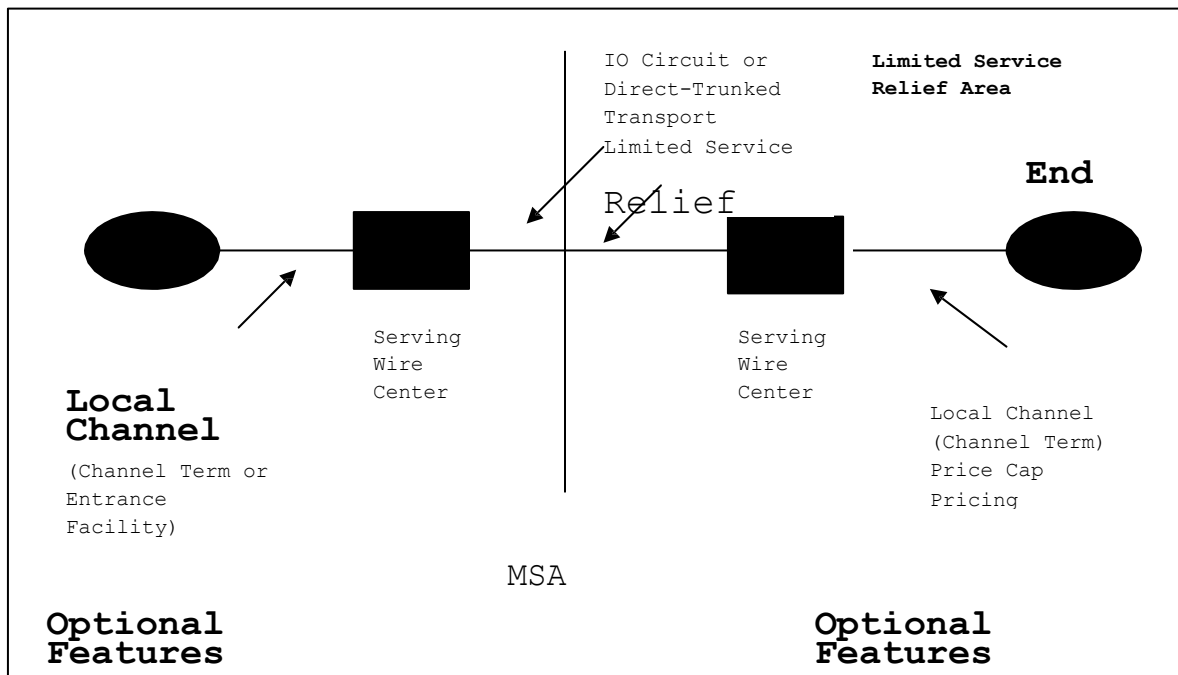 IO Circuit or
Direct-Trunked
Transport
Limited Service
Relief
Limited Service
Relief Area
End
Serving
Wire
Center
Serving
Wire
Center
Local
Channel
(Channel Term or
Entrance
Facility)
Local Channel
(Channel Term)
Price Cap
Pricing
MSA
Optional
Features
Optional
Features